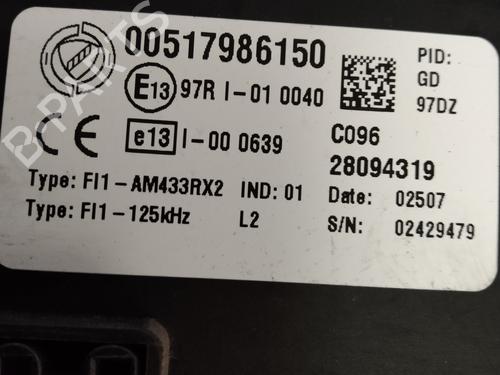 00517986150
PID:
GD
97DZ
E13 97R I-01 0040
CE e13 I-00 0639
C096
28094319
Type: FI1-AM433RX2 IND: 01 Date: 02507
Type: FI1-125kHz L2 S/N: 02429479
B-PARTS